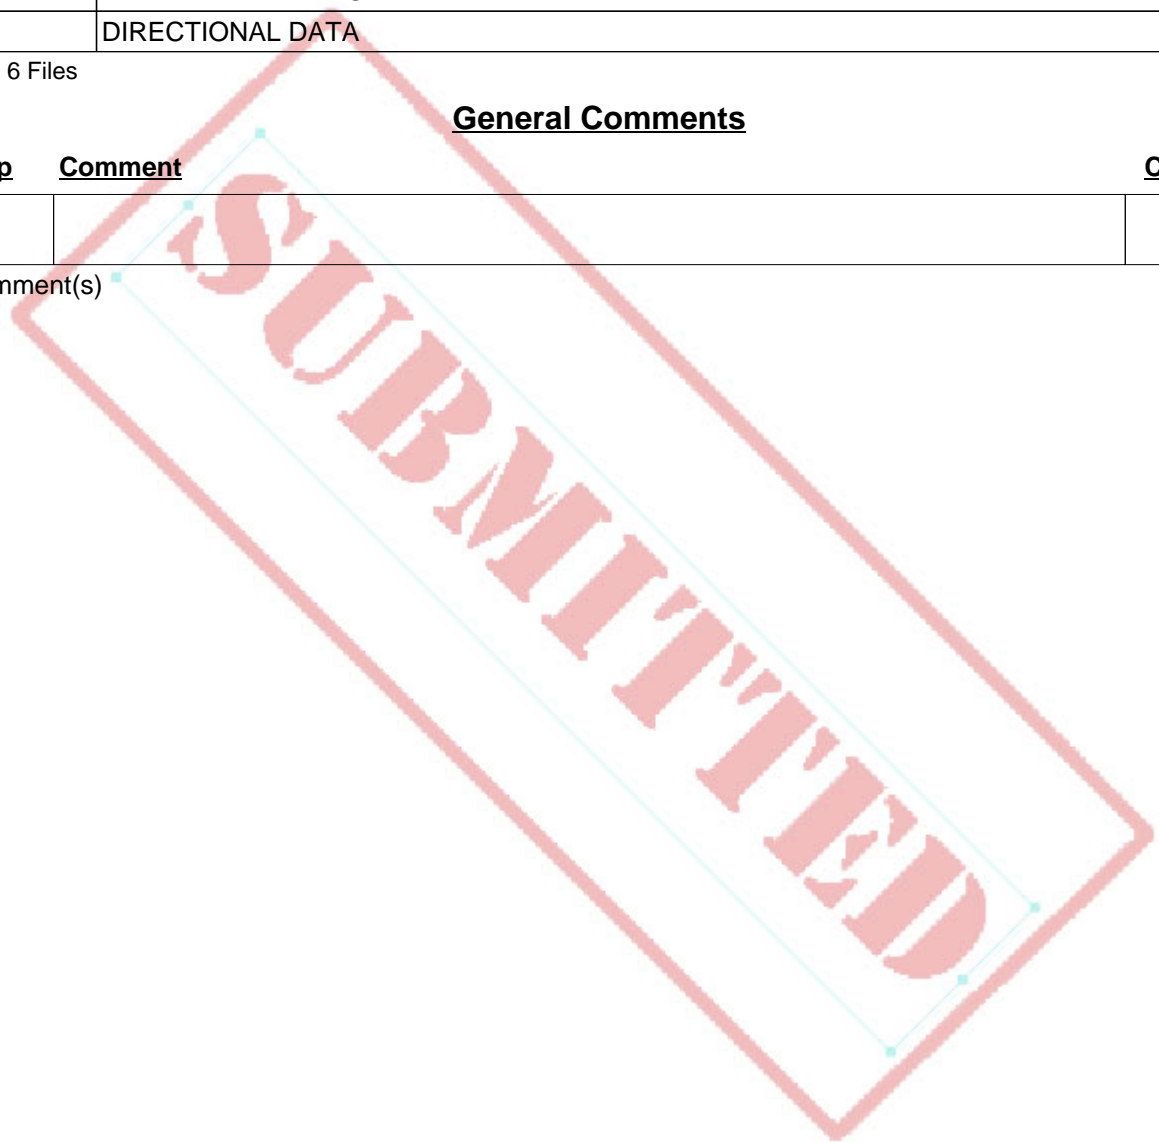 DIRECTIONAL DATA
6 Files
General Comments
p Comment C
mment(s)
SUBMITTED